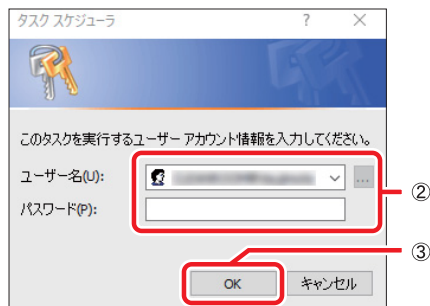 タスク スケジューラ ? ×
このタスクを実行するユーザー アカウント情報を入力してください。
ユーザー名(U):
...
②
パスワード(P):
③
OK キャンセル